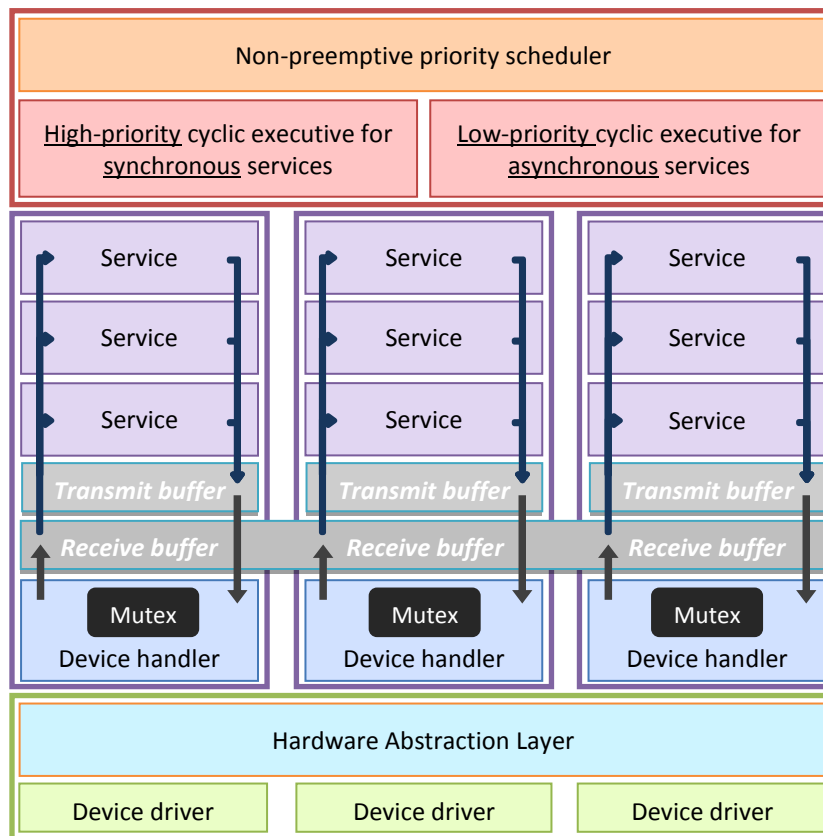 Non-preemptive priority scheduler
High-priority cyclic executive for
synchronous services
Low-priority cyclic executive for
asynchronous services
Service
Service
Service
Service
Service
Service
Service
Service
Service
Transmit buffer
Transmit buffer
Transmit buffer
Receive buffer
Receive buffer
Receive buffer
Mutex
Mutex
Mutex
Device handler
Device handler
Device handler
Hardware Abstraction Layer
Device driver
Device driver
Device driver